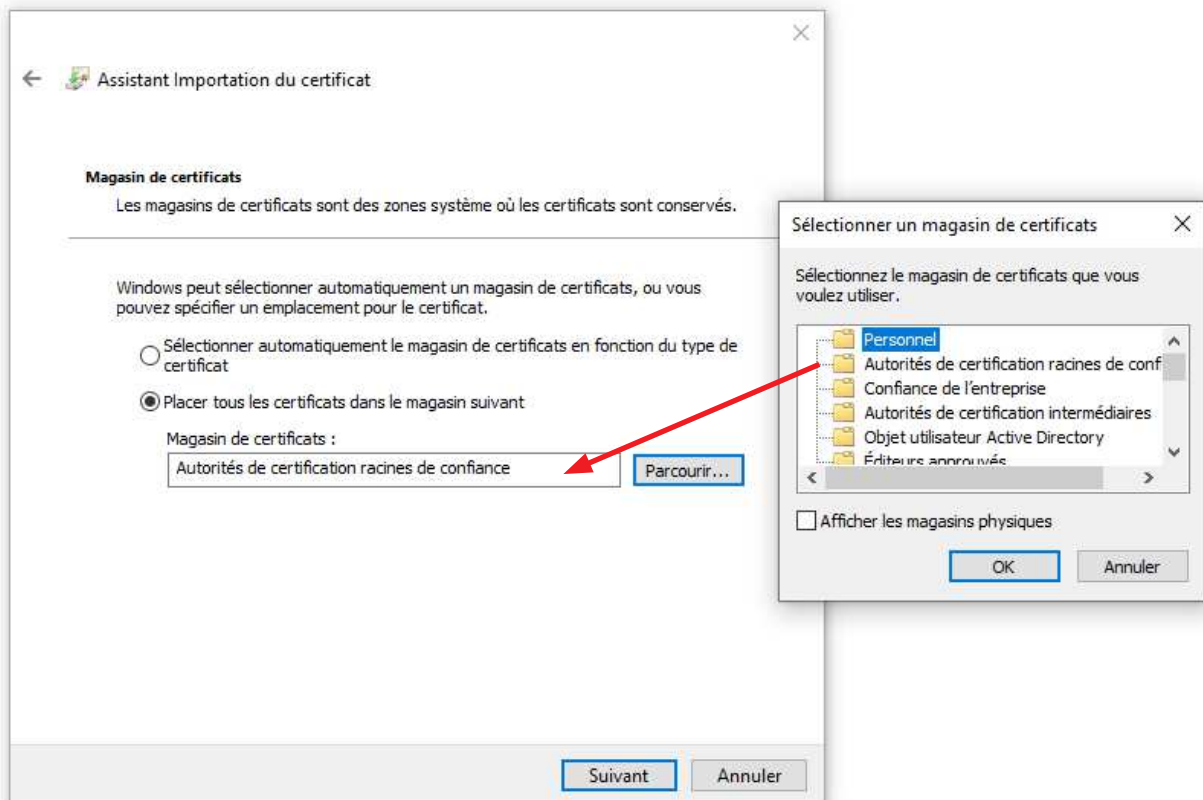 Assistant Importation du certificat
Magasin de certificats
Les magasins de certificats sont des zones système où les certificats sont conservés.
Windows peut sélectionner automatiquement un magasin de certificats, ou vous
pouvez spécifier un emplacement pour le certificat.
Sélectionner automatiquement le magasin de certificats en fonction du type de
certificat
Placer tous les certificats dans le magasin suivant
Magasin de certificats :
Autorités de certification racines de confiance
Parcourir...
Suivant
Annuler
Sélectionner un magasin de certificats
Sélectionnez le magasin de certificats que vous
voulez utiliser.
Personnel
Autorités de certification racines de conf
Confiance de l'entreprise
Autorités de certification intermédiaires
Objet utilisateur Active Directory
Éditeurs approuvés
Afficher les magasins physiques
OK
Annuler